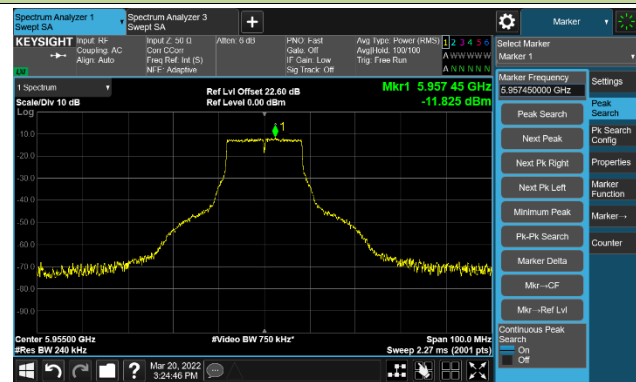 Spectrum Analyzer 1
Swept SA
Spectrum Analyzer 3
Swept SA
Marker
KEYSIGHT
Input: RF
Coupling: AC
Align: Auto
Input Z: 50 Ω
Corr CCorr
Freq Ref: Int (S)
NFE: Adaptive
Atten: 6 dB
PNO: Fast
Gate: Off
IF Gain: Low
Sig Track: Off
Avg Type: Power (RMS)
Avg|Hold: 100/100
Trig: Free Run
1 2 3 4 5 6
A W W W W W
A N N N N N
Select Marker
Marker 1
LXI
1 Spectrum
Scale/Div 10 dB
Log
Ref Lvl Offset 22.60 dB
Ref Level 0.00 dBm
Mkr1 5.957 45 GHz
-11.825 dBm
1
-10.0
-20.0
-30.0
-40.0
-50.0
-60.0
-70.0
-80.0
-90.0
Center 5.95500 GHz
#Res BW 240 kHz
#Video BW 750 kHz*
Span 100.0 MHz
Sweep 2.27 ms (2001 pts)
Marker Frequency
5.957450000 GHz
Peak Search
Next Peak
Next Pk Right
Next Pk Left
Minimum Peak
Pk-Pk Search
Marker Delta
Mkr→CF
Mkr→Ref Lvl
Continuous Peak
Search
On
Off
Settings
Peak
Search
Pk Search
Config
Properties
Marker
Function
Marker→
Counter
Mar 20, 2022
3:24:46 PM